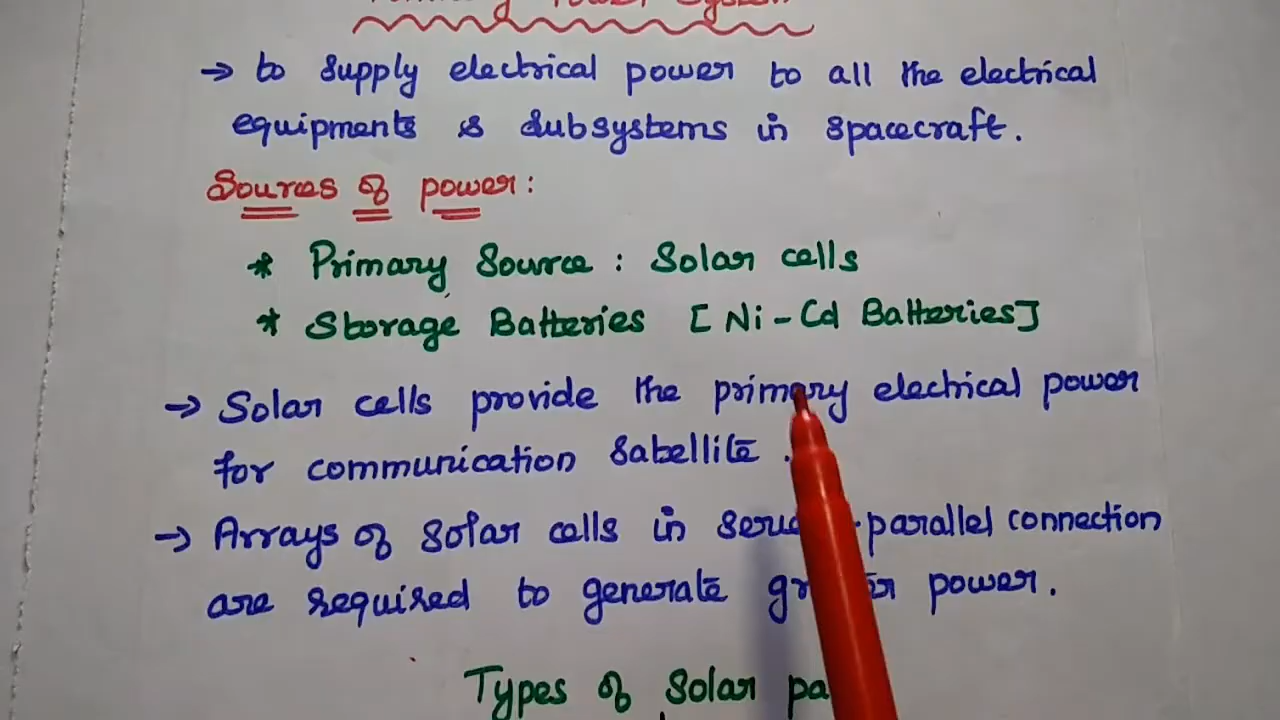 Power System
→ to supply electrical power to all the electrical
equipments & subsystems in spacecraft.
Sources of power:
* Primary Source : Solar cells
* Storage Batteries [Ni-Cd Batteries]
→ Solar cells provide the primary electrical power
for communication Satellite.
→ Arrays of solar cells in parallel connection
are required to generate power.
Types of Solar